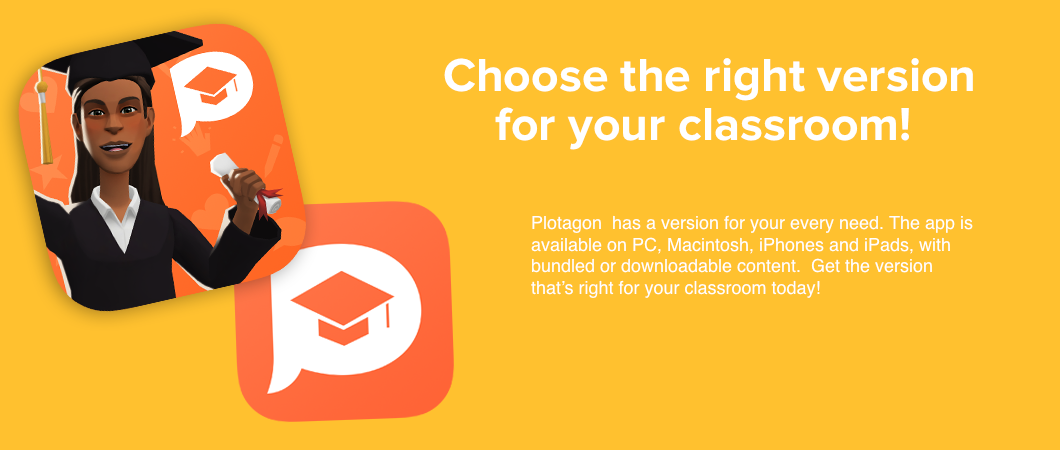 Choose the right version
for your classroom!
Plotagon  has a version for your every need. The app is
available on PC, Macintosh, iPhones and iPads, with
bundled or downloadable content.  Get the version
that's right for your classroom today!